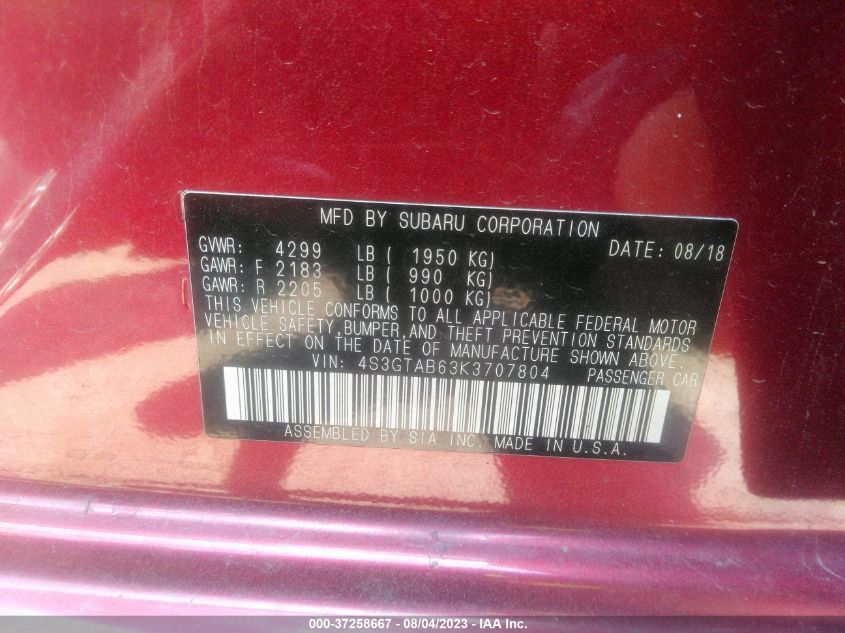 MFD BY SUBARU CORPORATION
GVWR: 4299 LB ( 1950 KG) DATE: 08/18
GAWR: F 2183 LB ( 990 KG)
GAWR: R 2205 LB ( 1000 KG)
THIS VEHICLE CONFORMS TO ALL APPLICABLE FEDERAL MOTOR
VEHICLE SAFETY, BUMPER, AND THEFT PREVENTION STANDARDS
IN EFFECT ON THE DATE OF MANUFACTURE SHOWN ABOVE.
VIN: 4S3GTAB63K3707804 PASSENGER CAR
ASSEMBLED BY SIA INC. MADE IN U.S.A.
000-37258667 - 08/04/2023 - IAA Inc.